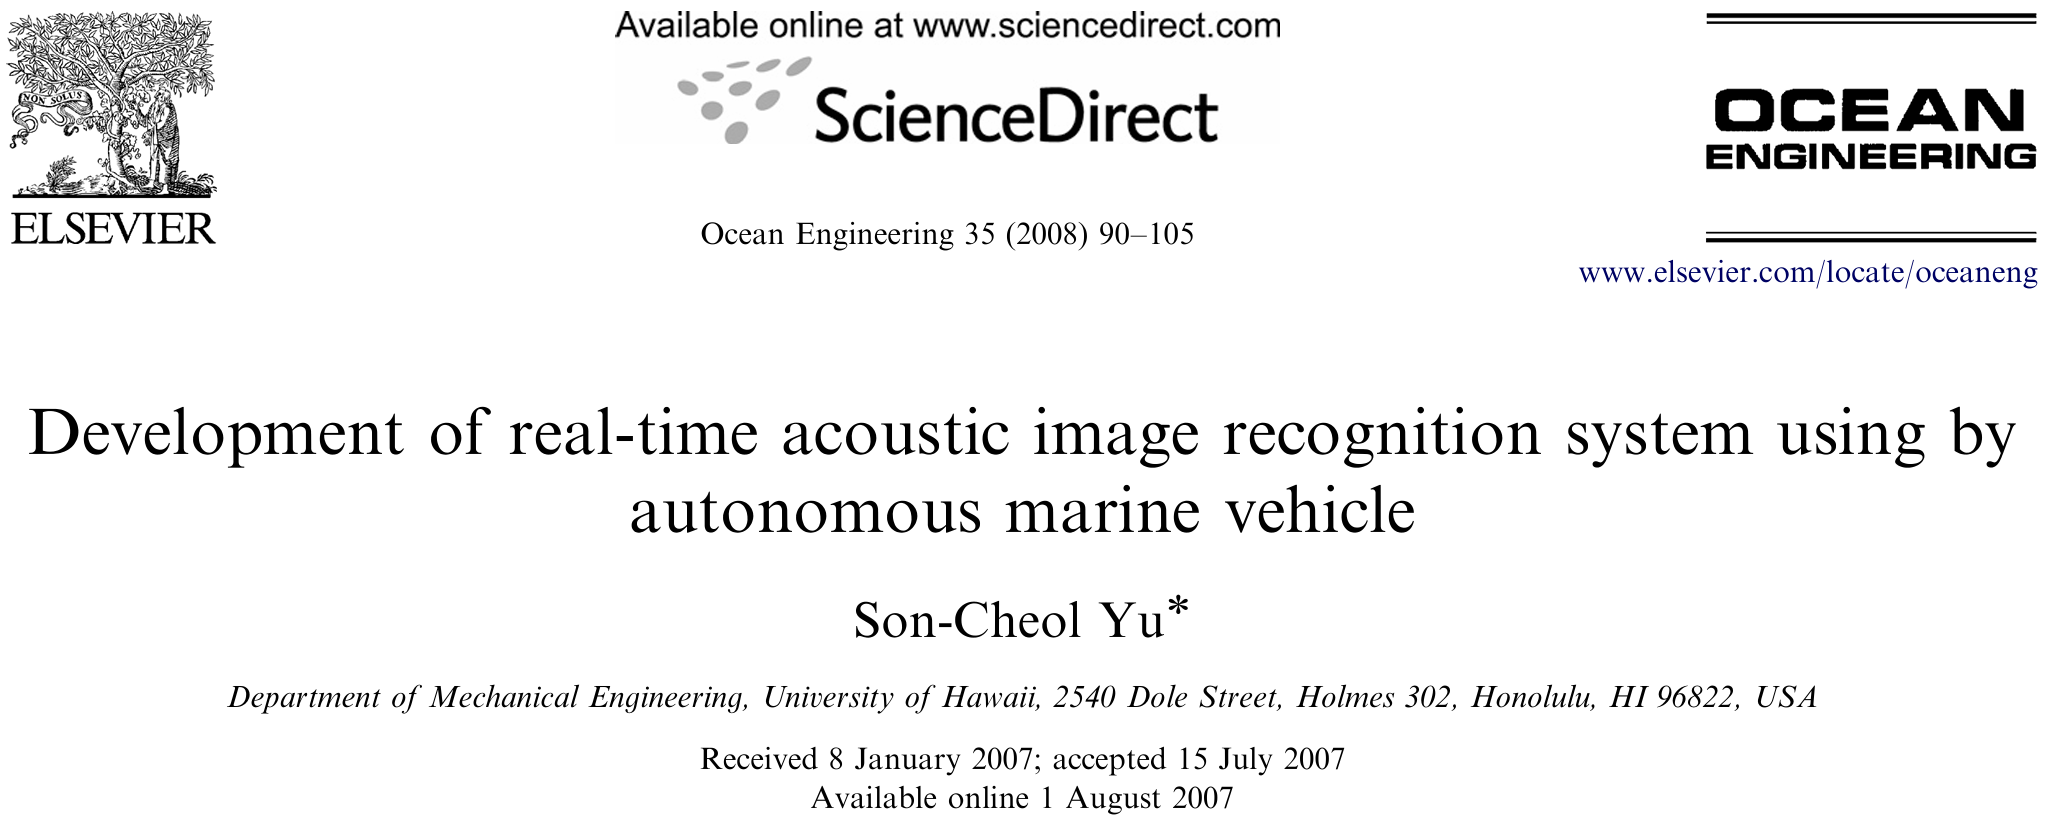 Available online at www.sciencedirect.com
NON SOLUS
ScienceDirect
OCEAN
ENGINEERING
ELSEVIER
Ocean Engineering 35 (2008) 90–105
www.elsevier.com/locate/oceaneng
Development of real-time acoustic image recognition system using by
autonomous marine vehicle
Son-Cheol Yu*
Department of Mechanical Engineering, University of Hawaii, 2540 Dole Street, Holmes 302, Honolulu, HI 96822, USA
Received 8 January 2007; accepted 15 July 2007
Available online 1 August 2007